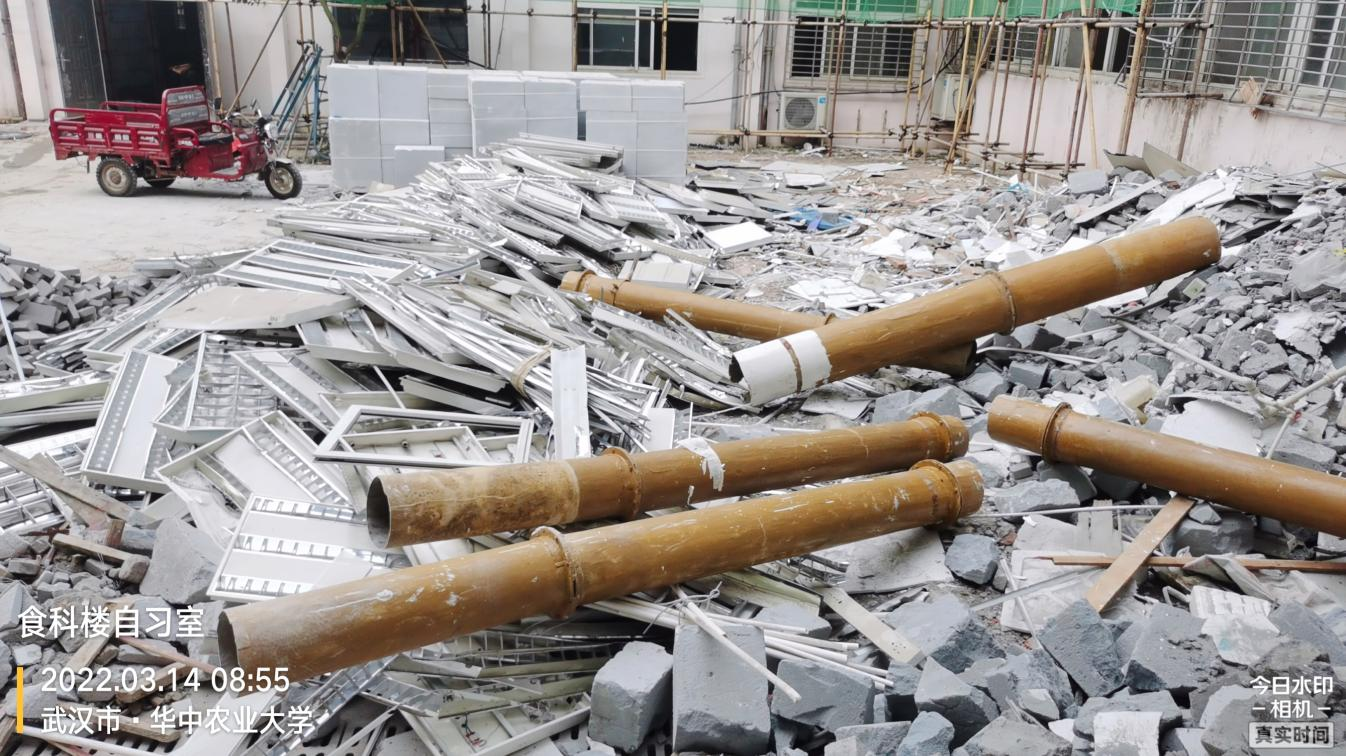 食科楼自习室
2022.03.14 08:55
武汉市·华中农业大学
今日水印
相机
真实时间